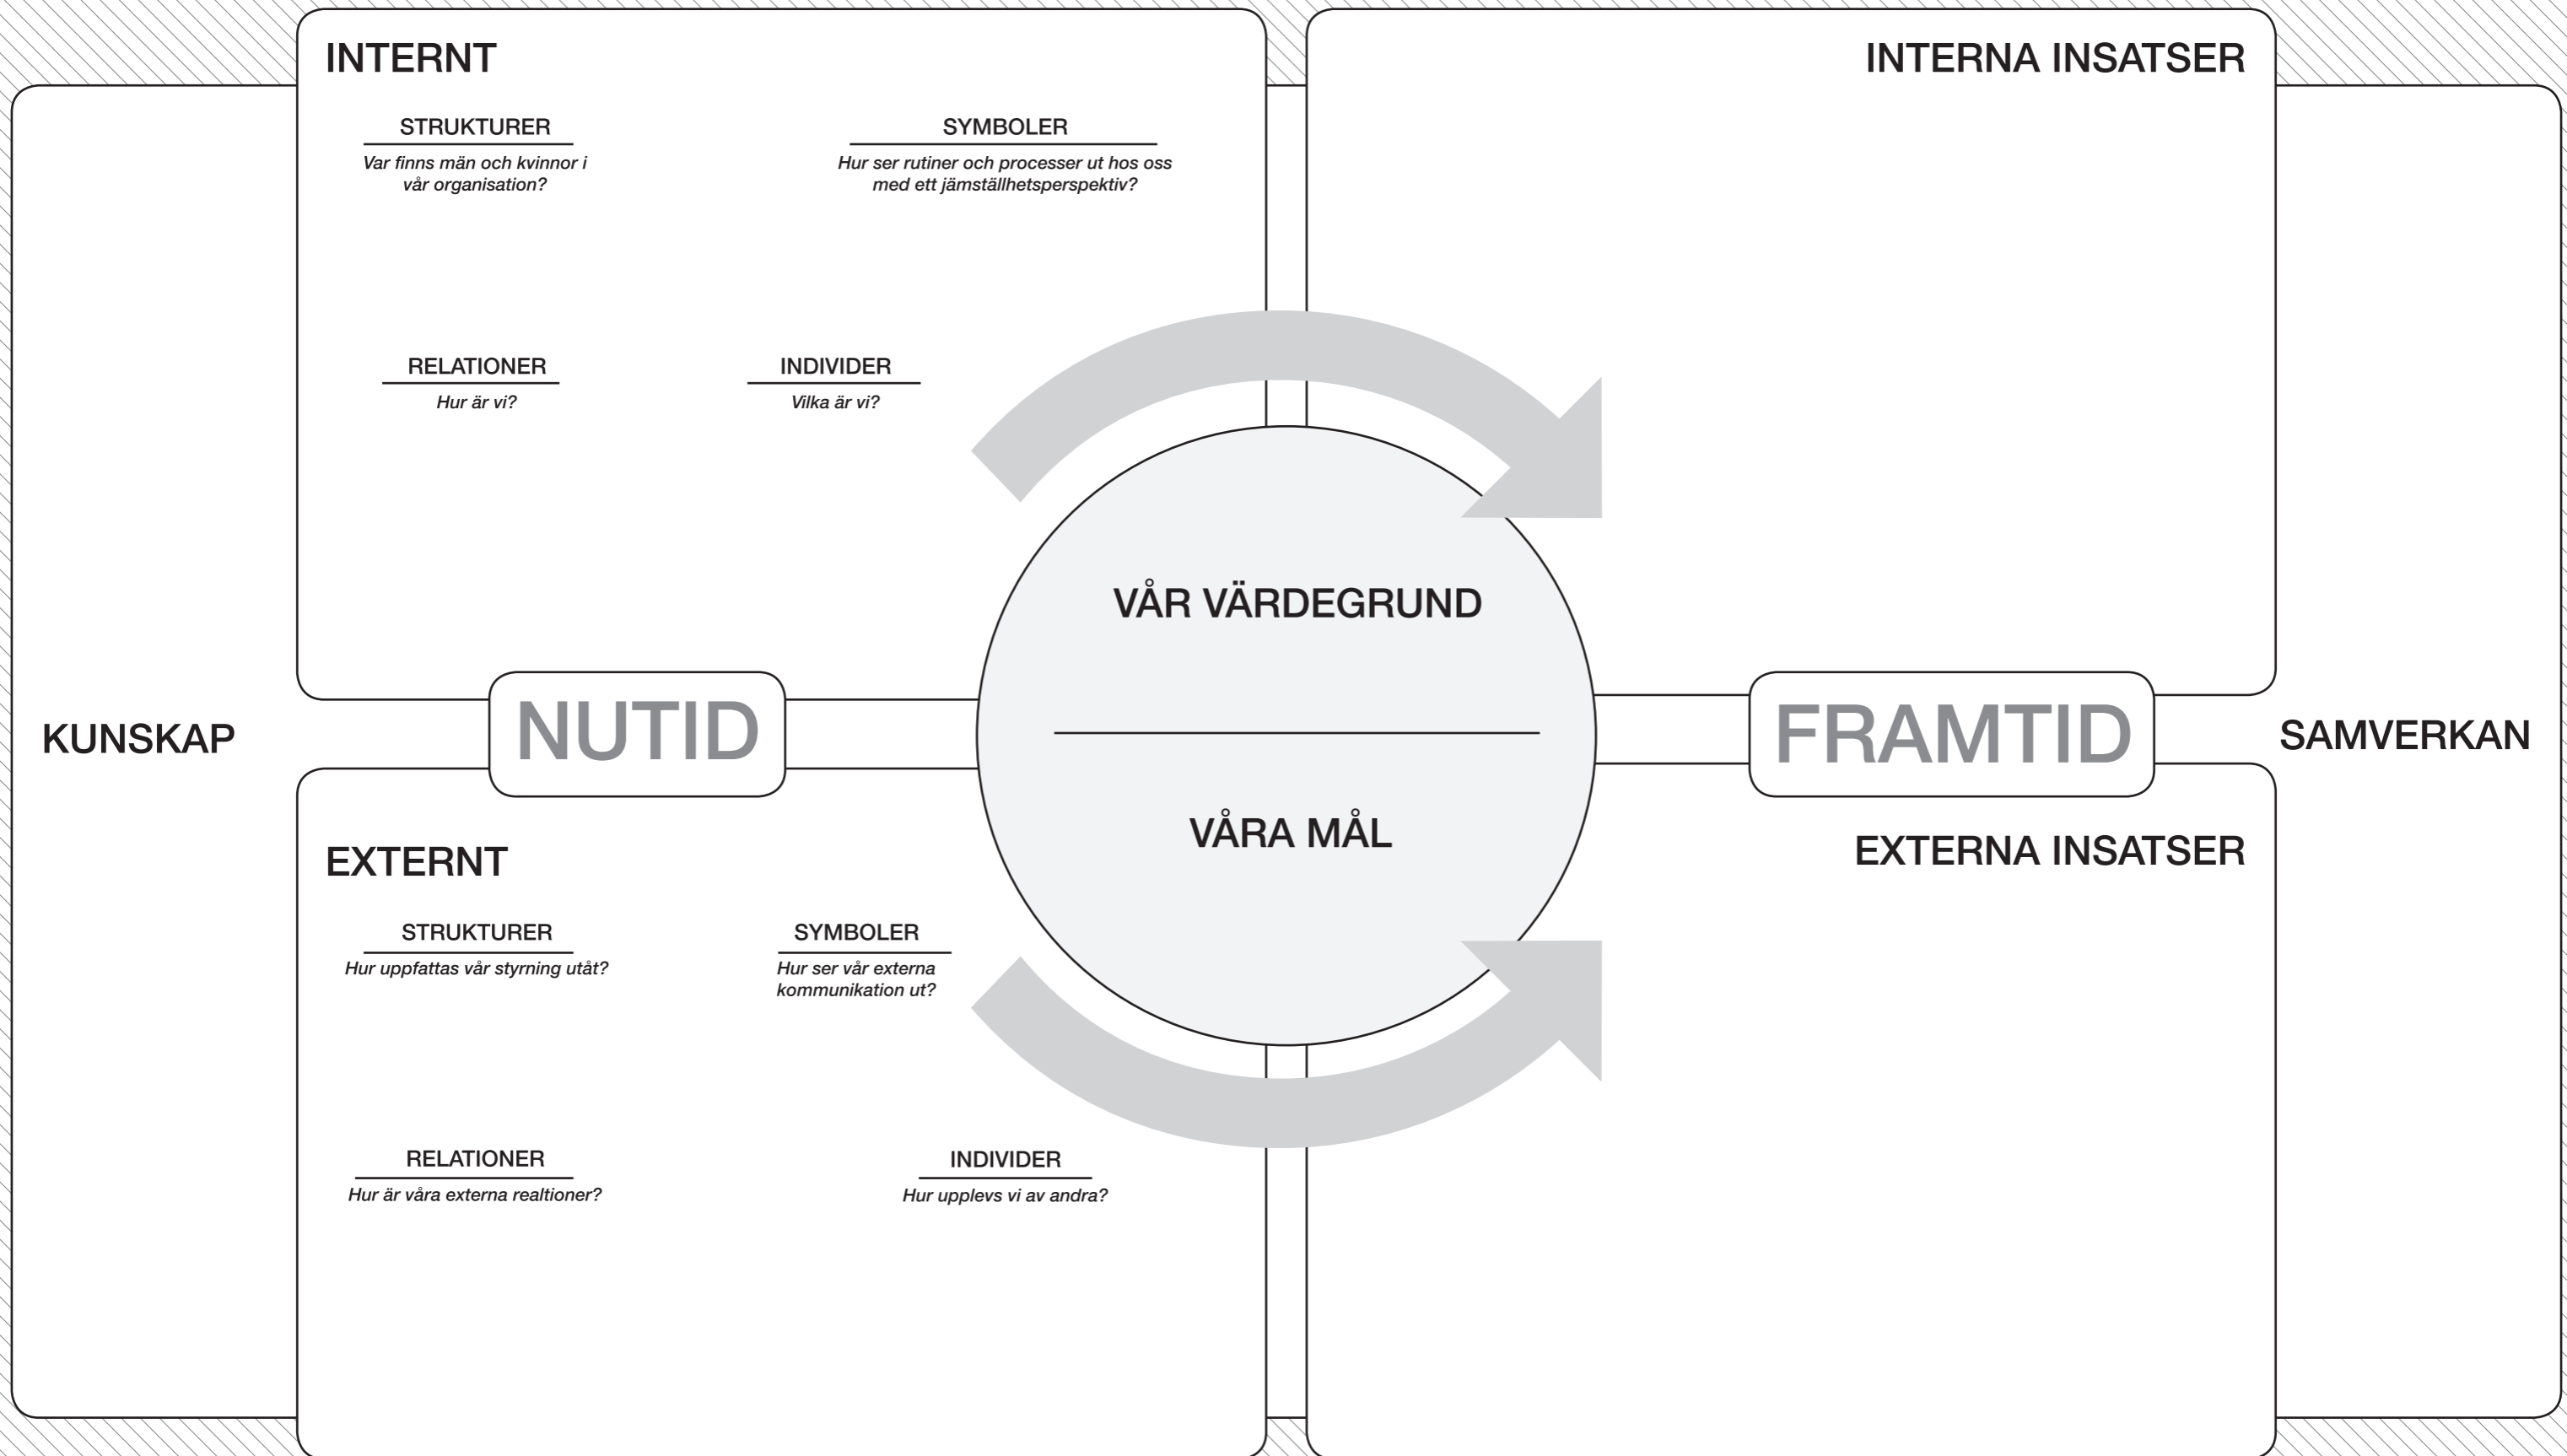 INTERNT
STRUKTURER
Var finns män och kvinnor i
vår organisation?
SYMBOLER
Hur ser rutiner och processer ut hos oss
med ett jämställhetsperspektiv?
RELATIONER
Hur är vi?
INDIVIDER
Vilka är vi?
INTERNA INSATSER
KUNSKAP
NUTID
VÅR VÄRDEGRUND
VÅRA MÅL
FRAMTID
SAMVERKAN
EXTERNT
STRUKTURER
Hur uppfattas vår styrning utåt?
SYMBOLER
Hur ser vår externa
kommunikation ut?
RELATIONER
Hur är våra externa realtioner?
INDIVIDER
Hur upplevs vi av andra?
EXTERNA INSATSER